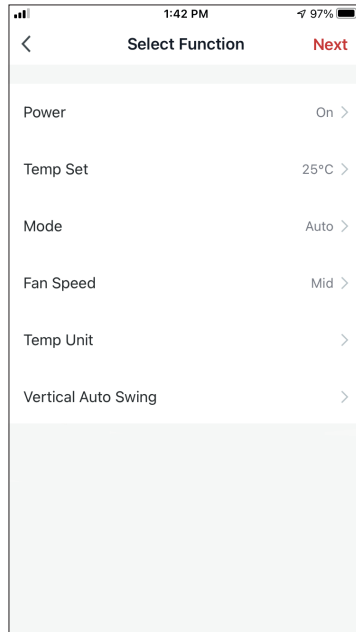 1:42 PM 97%
Select Function Next
Power On
Temp Set 25°C
Mode Auto
Fan Speed Mid
Temp Unit
Vertical Auto Swing